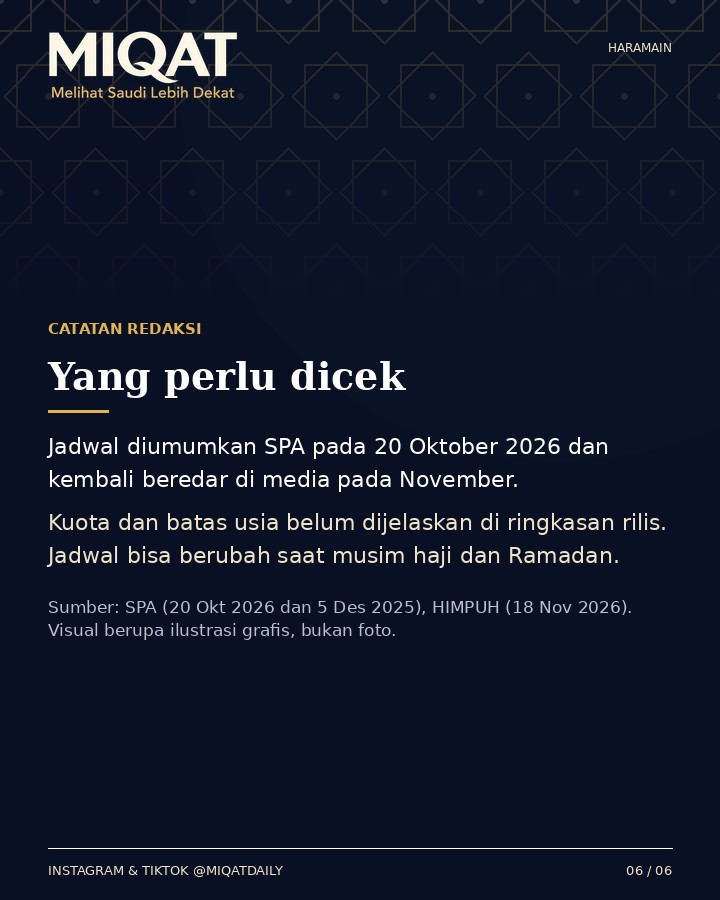 MIQAT
Melihat Saudi Lebih Dekat
HARAMAIN
CATATAN REDAKSI
Yang perlu dicek
Jadwal diumumkan SPA pada 20 Oktober 2026 dan
kembali beredar di media pada November.
Kuota dan batas usia belum dijelaskan di ringkasan rilis.
Jadwal bisa berubah saat musim haji dan Ramadan.
Sumber: SPA (20 Okt 2026 dan 5 Des 2025), HIMPUH (18 Nov 2026).
Visual berupa ilustrasi grafis, bukan foto.
INSTAGRAM & TIKTOK @MIQATDAILY
06 / 06